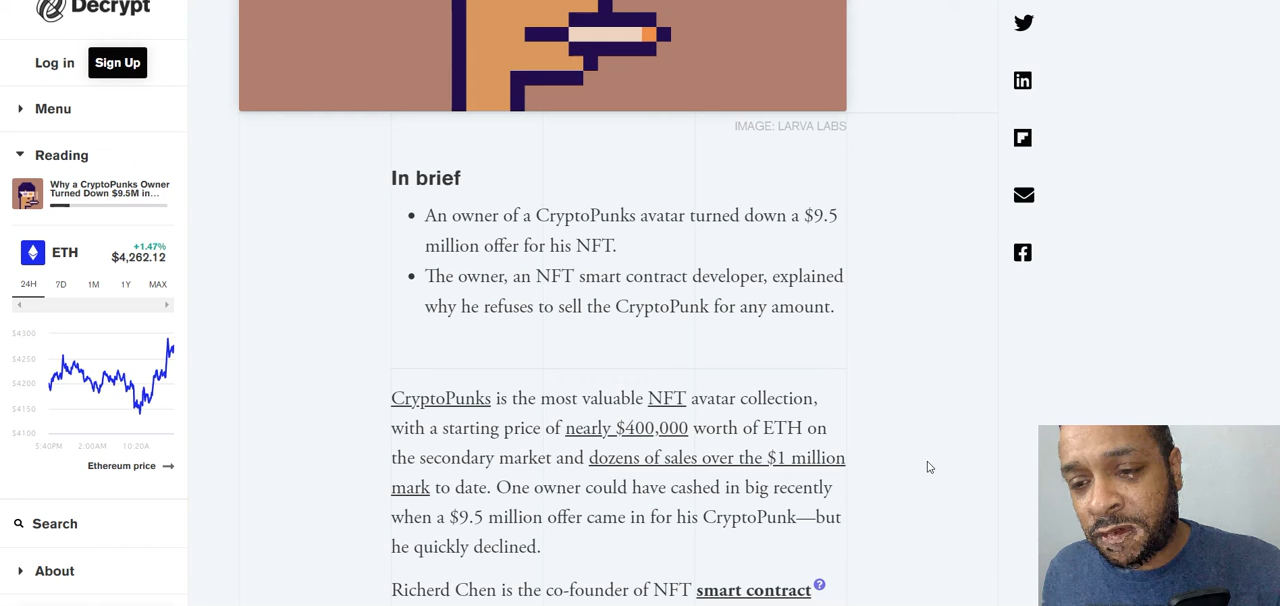 Decrypt
Log in
Sign Up
Menu
Reading
Why a CryptoPunks Owner
Turned Down $9.5M in...
ETH
+1.47%
$4,262.12
24H 7D 1M 1Y MAX
$4300
$4250
$4200
$4150
$4100
5:40PM 2:00AM 10:20A
Ethereum price
Search
About
IMAGE: LARVA LABS
In brief
An owner of a CryptoPunks avatar turned down a $9.5
million offer for his NFT.
The owner, an NFT smart contract developer, explained
why he refuses to sell the CryptoPunk for any amount.
CryptoPunks is the most valuable NFT avatar collection,
with a starting price of nearly $400,000 worth of ETH on
the secondary market and dozens of sales over the $1 million
mark to date. One owner could have cashed in big recently
when a $9.5 million offer came in for his CryptoPunk—but
he quickly declined.
Richerd Chen is the co-founder of NFT smart contract ?